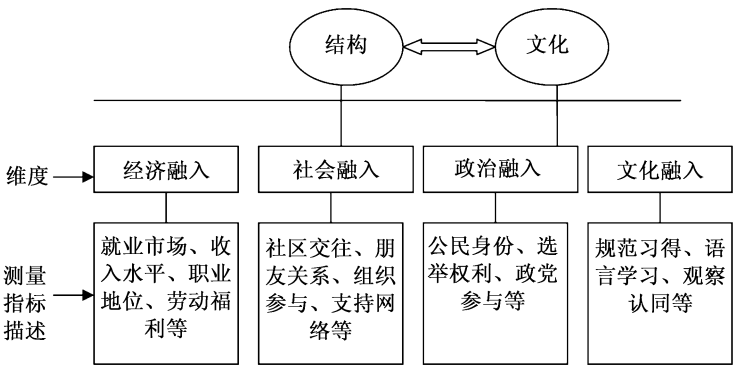 结构
文化
维度
经济融入
社会融入
政治融入
文化融入
测量
指标
描述
就业市场、收
入水平、职业
地位、劳动福
利等
社区交往、朋
友关系、组织
参与、支持网
络等
公民身份、选
举权利、政党
参与等
规范习得、语
言学习、观察
认同等